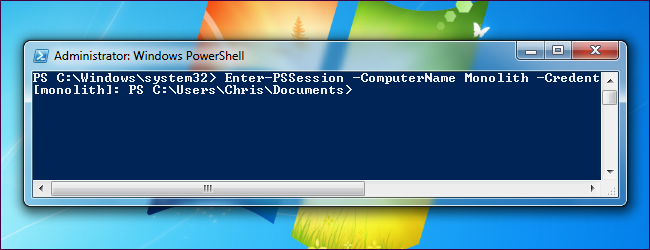 Administrator: Windows PowerShell
PS C:\Windows\system32> Enter-PSSession -ComputerName Monolith -Credent
[monolith]: PS C:\Users\Chris\Documents>